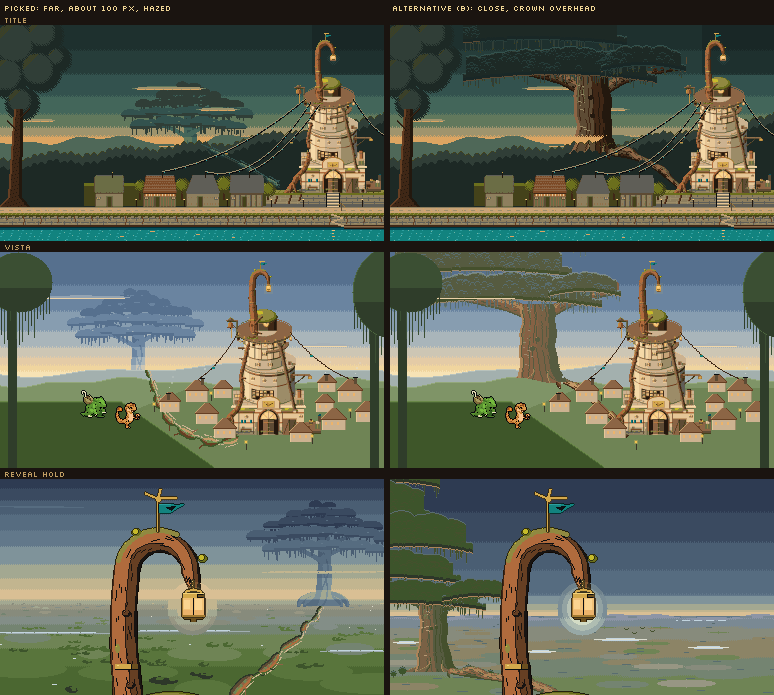 PICKED: FAR, ABOUT 100 PX, HAZED
ALTERNATIVE (B): CLOSE, CROWN OVERHEAD
TITLE
VISTA
REVEAL HOLD